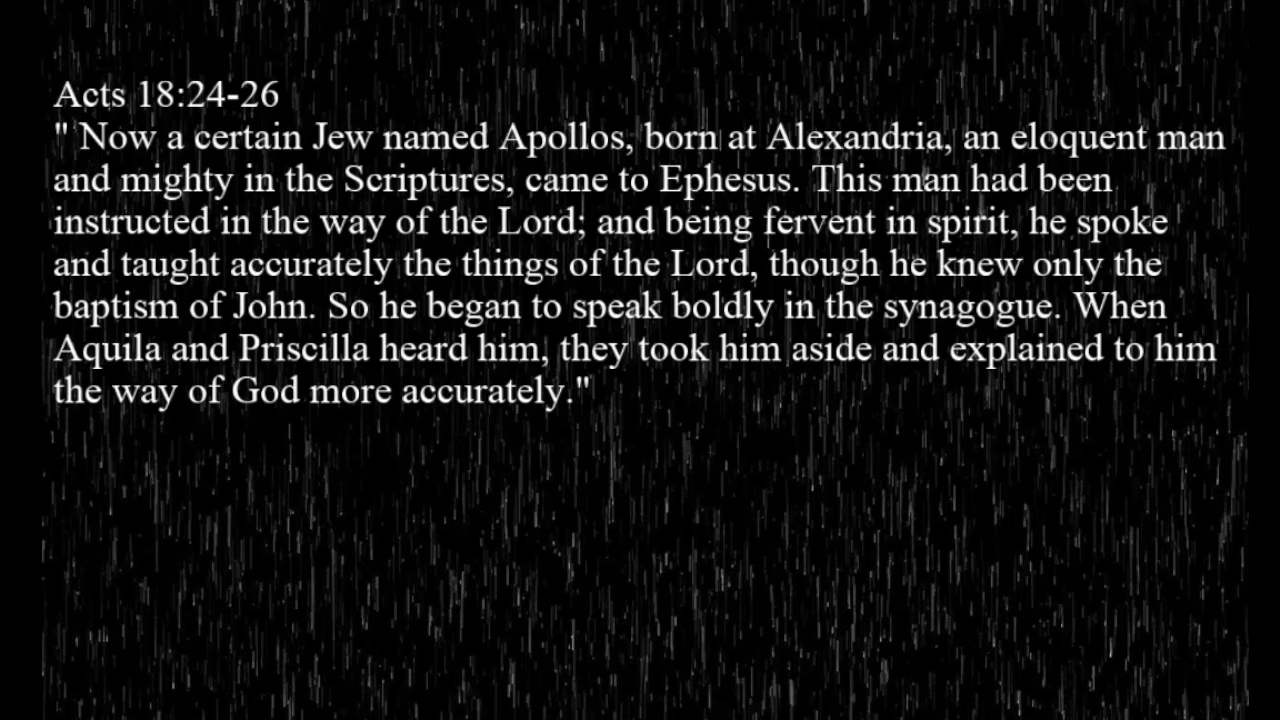 Acts 18:24-26
" Now a certain Jew named Apollos, born at Alexandria, an eloquent man
and mighty in the Scriptures, came to Ephesus. This man had been
instructed in the way of the Lord; and being fervent in spirit, he spoke
and taught accurately the things of the Lord, though he knew only the
baptism of John. So he began to speak boldly in the synagogue. When
Aquila and Priscilla heard him, they took him aside and explained to him
the way of God more accurately."